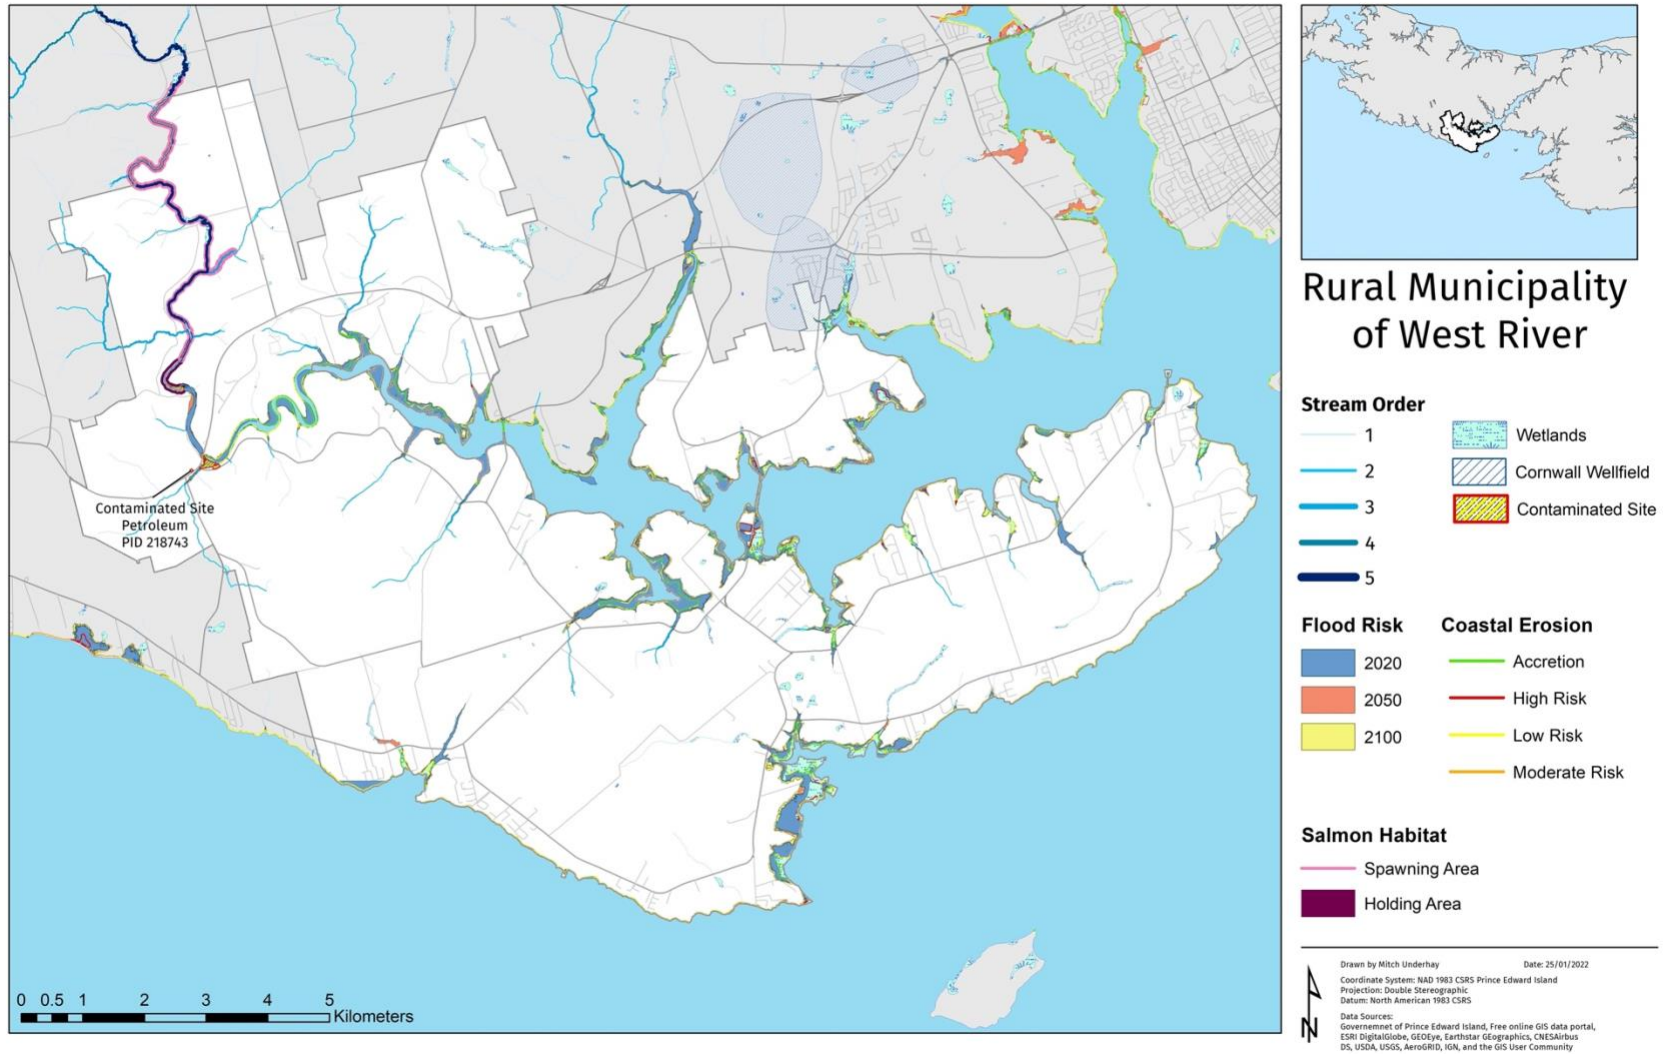 Contaminated Site
Petroleum
PID 218743
0 0.5 1 2 3 4 5
Kilometers
Rural Municipality
of West River
Stream Order
1
2
3
4
5
Wetlands
Cornwall Wellfield
Contaminated Site
Flood Risk
2020
2050
2100
Coastal Erosion
Accretion
High Risk
Low Risk
Moderate Risk
Salmon Habitat
Spawning Area
Holding Area
N
Drawn by Mitch Underhay Date: 25/01/2022
Coordinate System: NAD 1983 CSRS Prince Edward Island
Projection: Double Stereographic
Datum: North American 1983 CSRS
Data Sources:
Governemnet of Prince Edward Island, Free online GIS data portal,
ESRI DigitalGlobe, GEOEye, Earthstar GEographics, CNESAirbus
DS, USDA, USGS, AeroGRID, IGN, and the GIS User Community